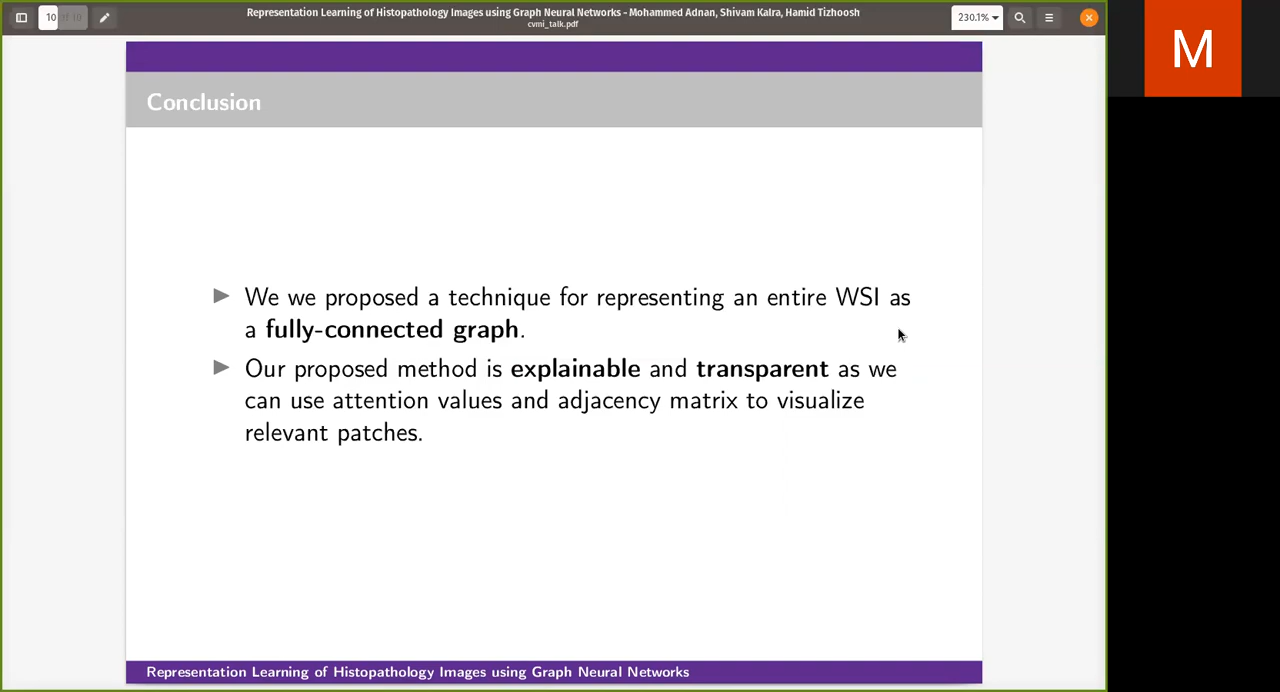 Representation Learning of Histopathology Images using Graph Neural Networks - Mohammed Adnan, Shivam Kalra, Hamid Tizhoosh
cvmi_talk.pdf
10 of 10
230.1%
M
Conclusion
We we proposed a technique for representing an entire WSI as
a fully-connected graph.
Our proposed method is explainable and transparent as we
can use attention values and adjacency matrix to visualize
relevant patches.
Representation Learning of Histopathology Images using Graph Neural Networks